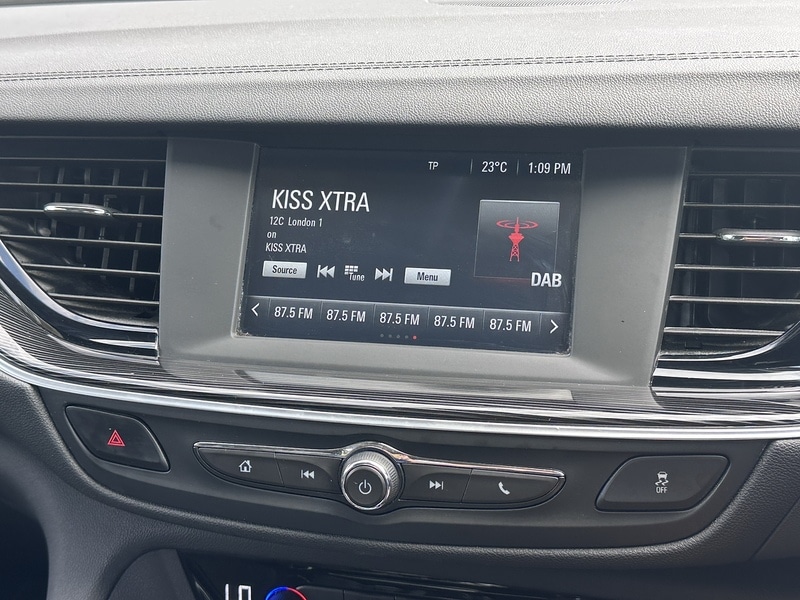 TP 23°C 1:09 PM
KISS XTRA
12C London 1
on
KISS XTRA
Source Tune Menu
DAB
87.5 FM 87.5 FM 87.5 FM 87.5 FM 87.5 FM
OFF
LO